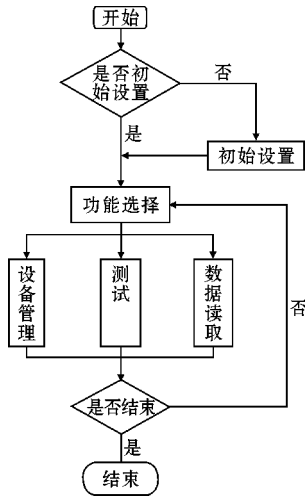 开始
是否初
始设置
否
是
初始设置
功能选择
设备管理
测试
数据读取
否
是否结束
是
结束